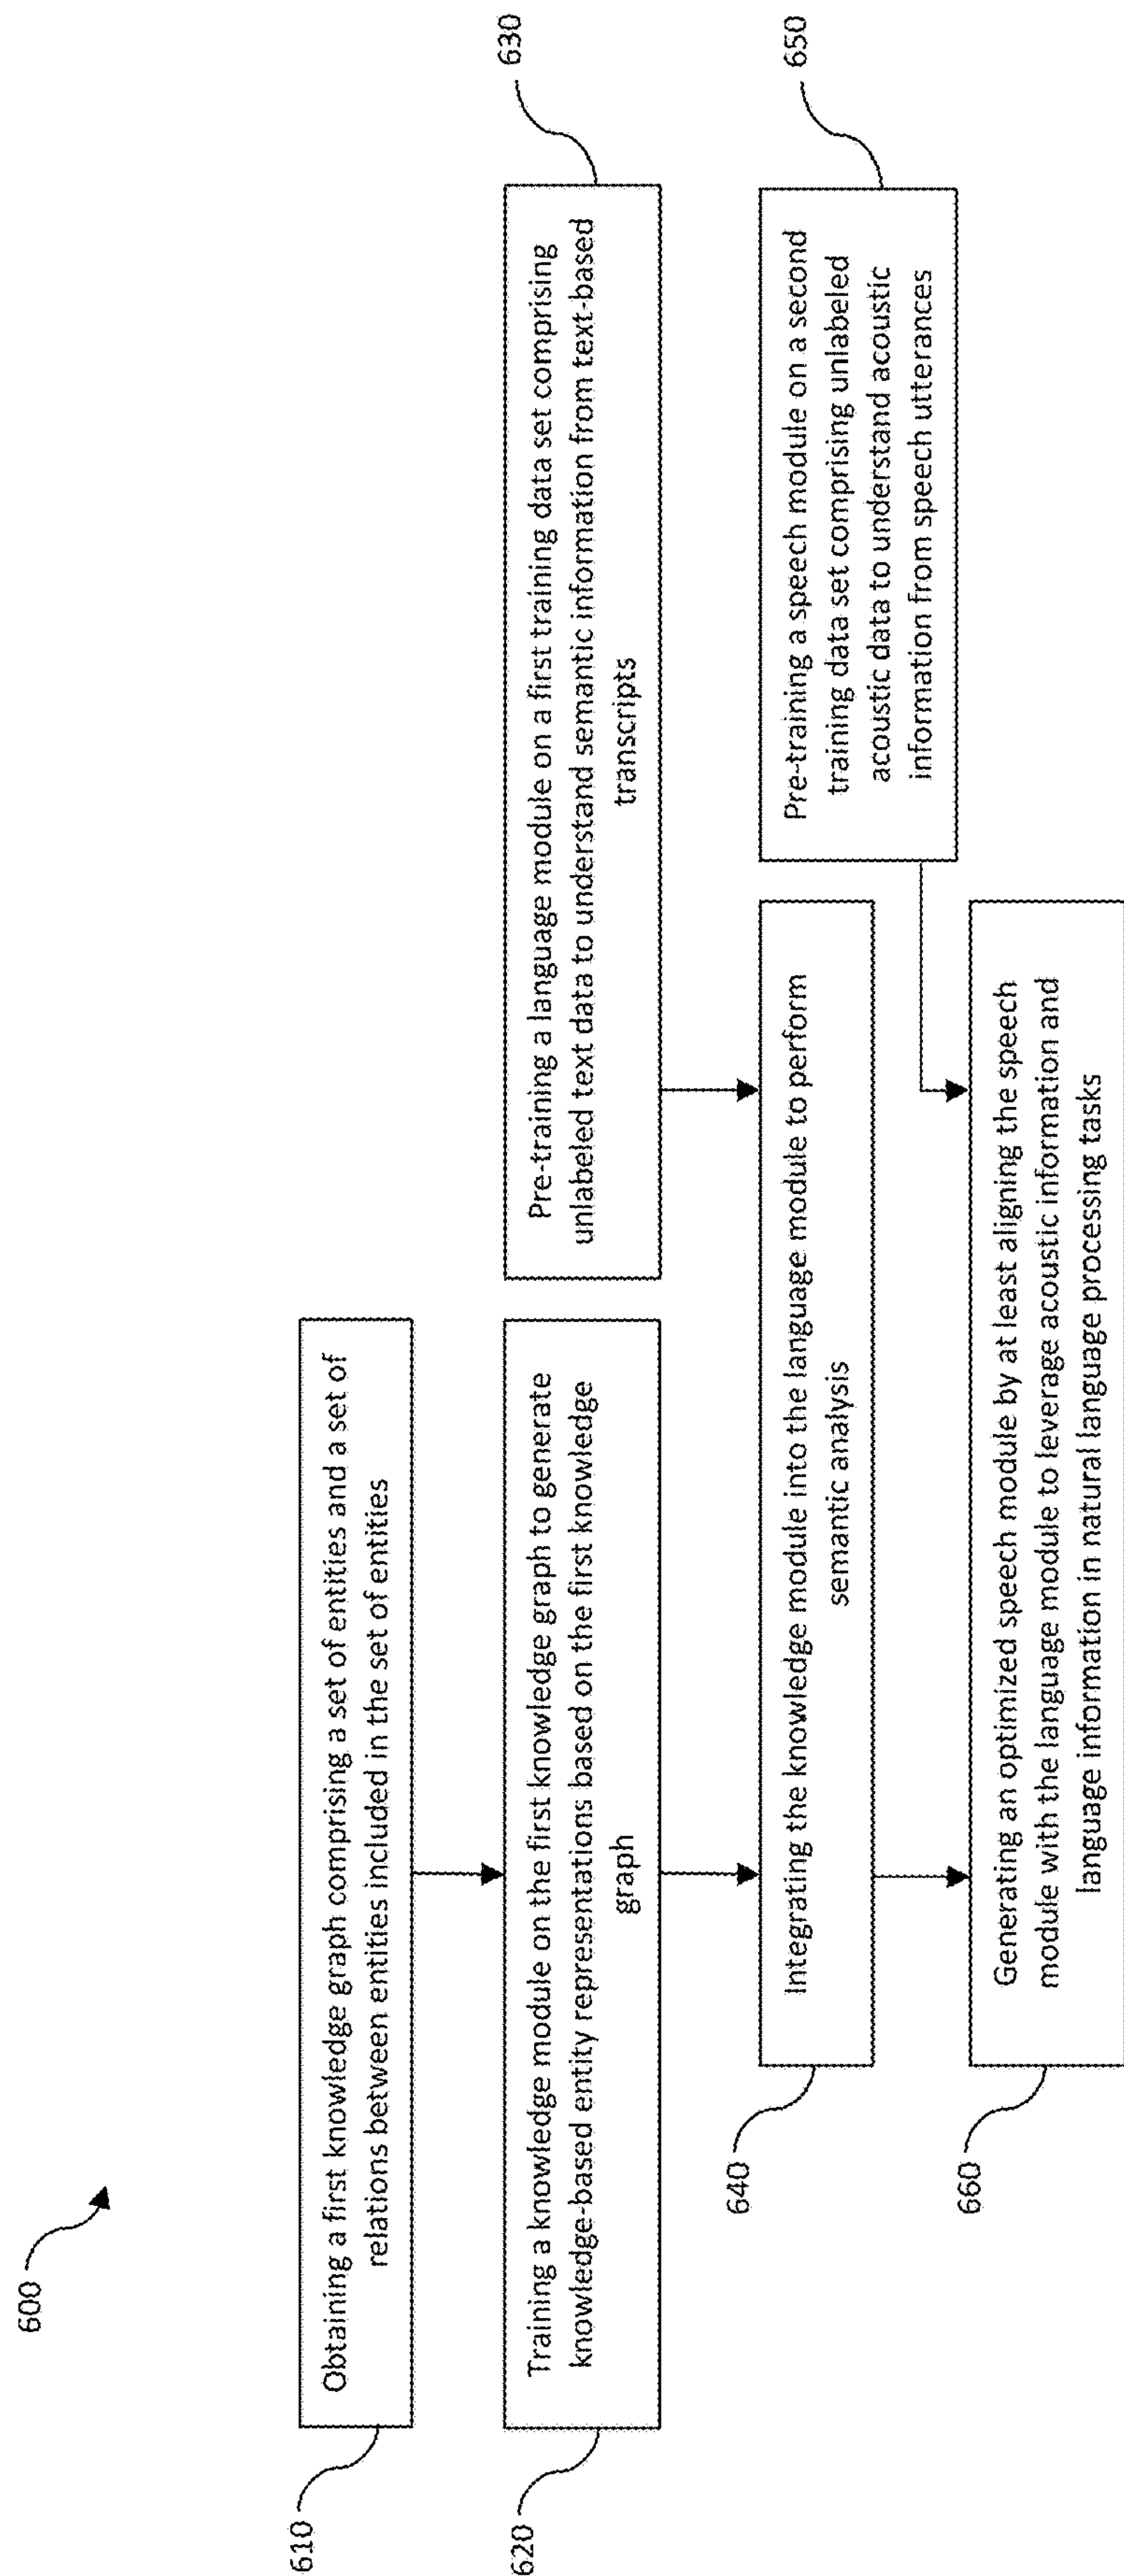 600
610
Obtaining a first knowledge graph comprising a set of entities and a set of
relations between entities included in the set of entities
620
Training a knowledge module on the first knowledge graph to generate
knowledge-based entity representations based on the first knowledge
graph
630
Pre-training a language module on a first training data set comprising
unlabeled text data to understand semantic information from text-based
transcripts
640
Integrating the knowledge module into the language module to perform
semantic analysis
650
Pre-training a speech module on a second
training data set comprising unlabeled
acoustic data to understand acoustic
information from speech utterances
660
Generating an optimized speech module by at least aligning the speech
module with the language module to leverage acoustic information and
language information in natural language processing tasks